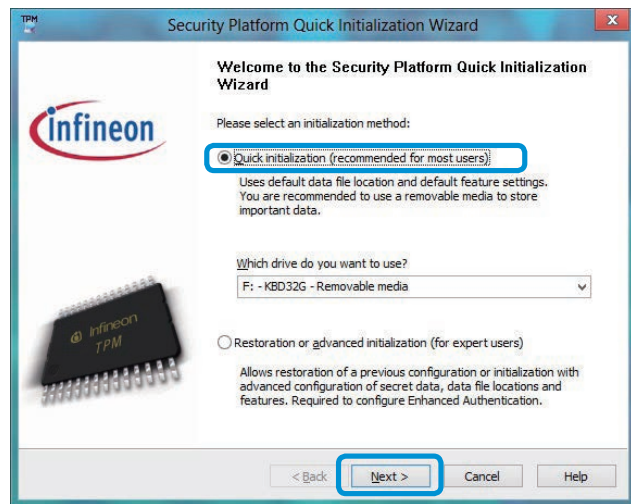 TPM
Security Platform Quick Initialization Wizard
X
Welcome to the Security Platform Quick Initialization
Wizard
infineon
Please select an initialization method:
Quick initialization (recommended for most users)
Uses default data file location and default feature settings.
You are recommended to use a removable media to store
important data.
Which drive do you want to use?
F: - KBD32G - Removable media
infineon
TPM
Restoration or advanced initialization (for expert users)
Allows restoration of a previous configuration or initialization with
advanced configuration of secret data, data file locations and
features. Required to configure Enhanced Authentication.
< Back
Next >
Cancel
Help